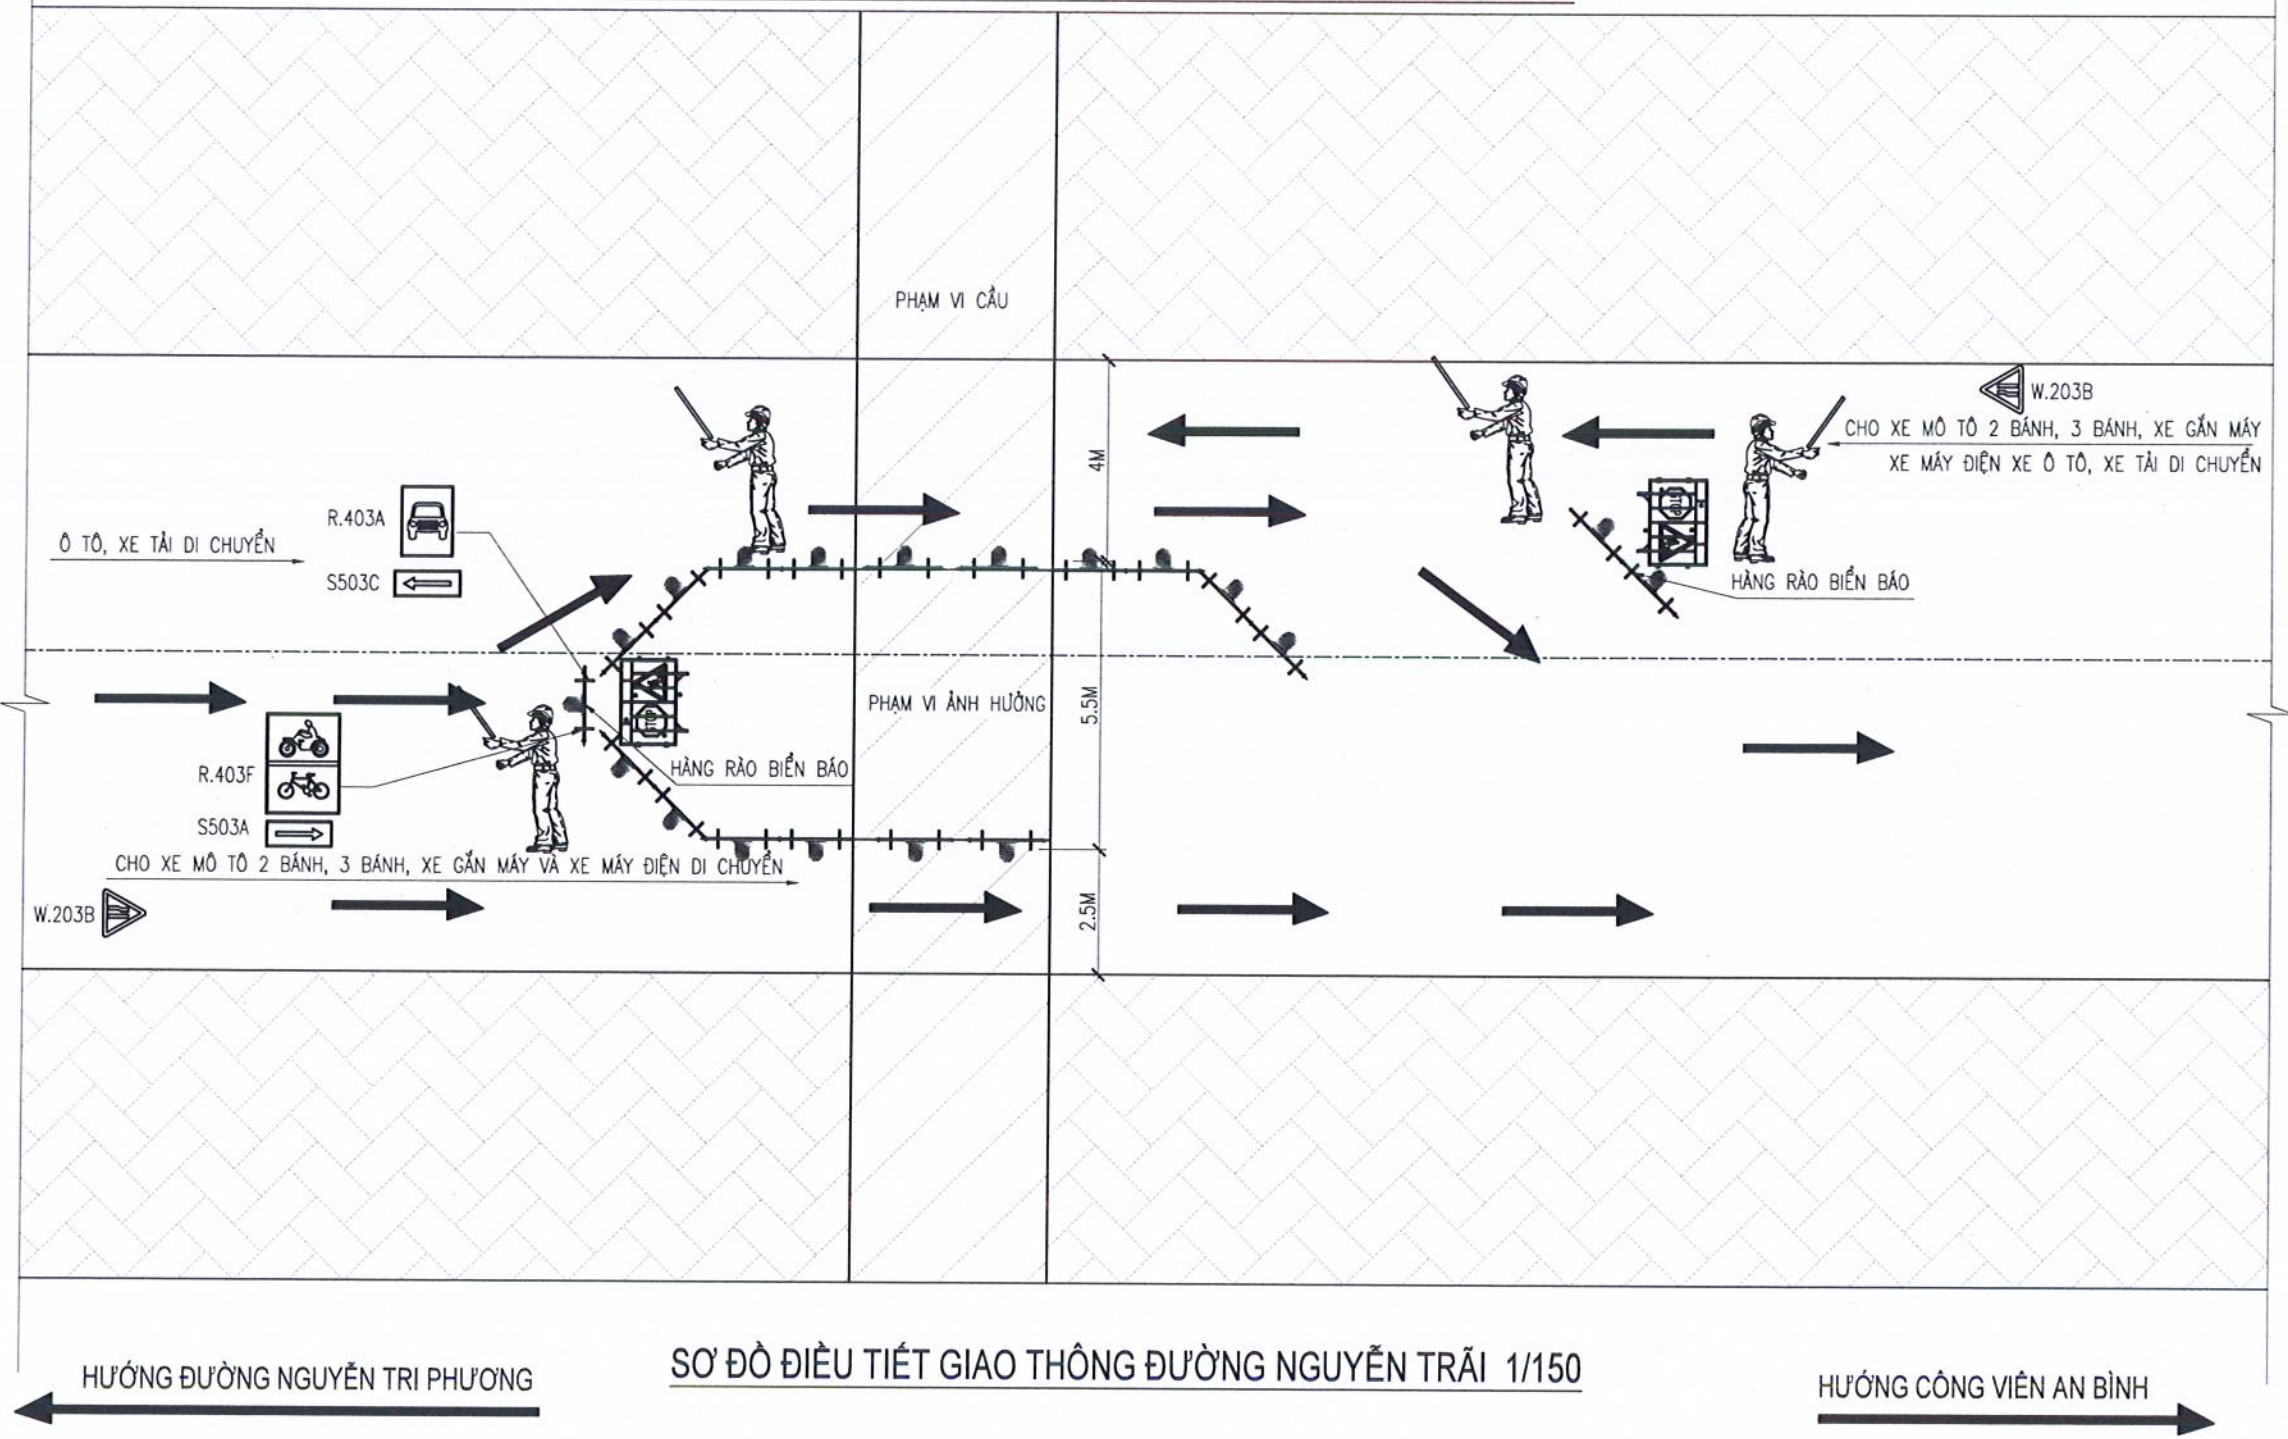 PHẠM VI CẦU
W.203B
CHO XE MÔ TÔ 2 BÁNH, 3 BÁNH, XE GẮN MÁY
XE MÁY ĐIỆN XE Ô TÔ, XE TẢI DI CHUYỂN
4M
R.403A
STOP
Ô TÔ, XE TẢI DI CHUYỂN
S503C
HÀNG RÀO BIỂN BÁO
PHẠM VI ẢNH HƯỞNG
5.5M
STOP
R.403F
HÀNG RÀO BIỂN BÁO
S503A
CHO XE MÔ TÔ 2 BÁNH, 3 BÁNH, XE GẮN MÁY VÀ XE MÁY ĐIỆN DI CHUYỂN
W.203B
2.5M
HƯỚNG ĐƯỜNG NGUYỄN TRI PHƯƠNG
SƠ ĐỒ ĐIỀU TIẾT GIAO THÔNG ĐƯỜNG NGUYỄN TRÃI 1/150
HƯỚNG CÔNG VIÊN AN BÌNH